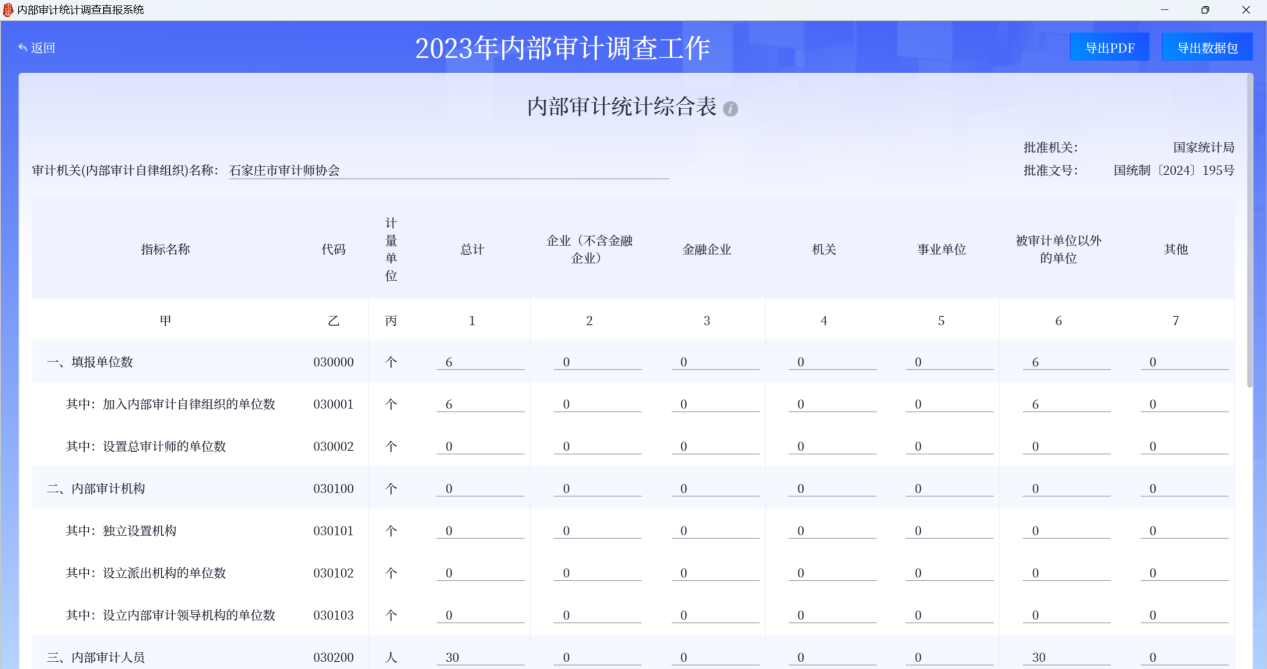 内部审计统计调查直报系统
返回
2023年内部审计调查工作
导出PDF 导出数据包
内部审计统计综合表
批准机关： 国家统计局
审计机关(内部审计自律组织)名称： 石家庄市审计师协会
批准文号： 国统制〔2024〕195号
指标名称 代码 计量单位 总计 企业（不含金融企业） 金融企业 机关 事业单位 被审计单位以外的单位 其他
甲 乙 丙 1 2 3 4 5 6 7
一、填报单位数 030000 个 6 0 0 0 0 6 0
其中：加入内部审计自律组织的单位数 030001 个 6 0 0 0 0 6 0
其中：设置总审计师的单位数 030002 个 0 0 0 0 0 0 0
二、内部审计机构 030100 个 0 0 0 0 0 0 0
其中：独立设置机构 030101 个 0 0 0 0 0 0 0
其中：设立派出机构的单位数 030102 个 0 0 0 0 0 0 0
其中：设立内部审计领导机构的单位数 030103 个 0 0 0 0 0 0 0
三、内部审计人员 030200 人 30 0 0 0 0 30 0